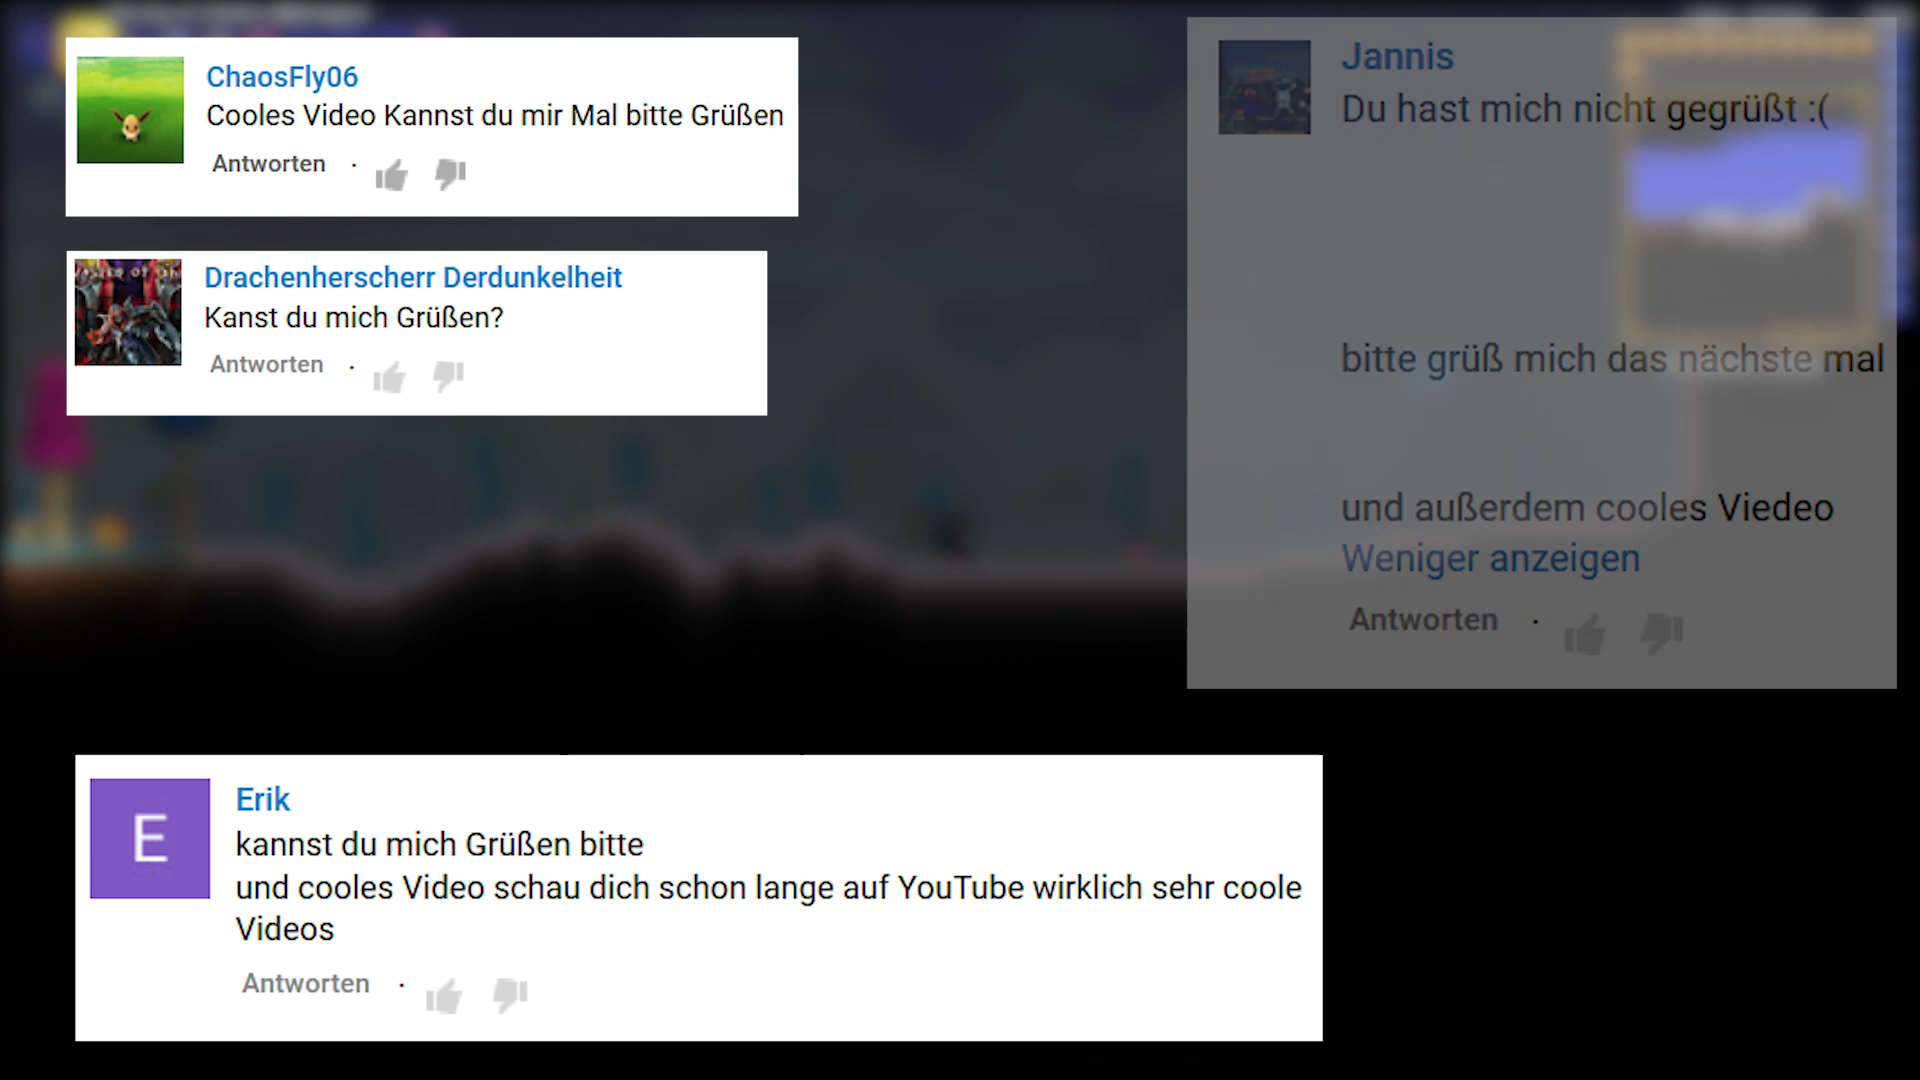 ChaosFly06
Cooles Video Kannst du mir Mal bitte Grüßen
Antworten ·
Drachenherscherr Derdunkelheit
Kanst du mich Grüßen?
Antworten ·
Jannis
Du hast mich nicht gegrüßt :(
bitte grüß mich das nächste mal
und außerdem cooles Viedeo
Weniger anzeigen
Antworten ·
E
Erik
kannst du mich Grüßen bitte
und cooles Video schau dich schon lange auf YouTube wirklich sehr coole
Videos
Antworten ·